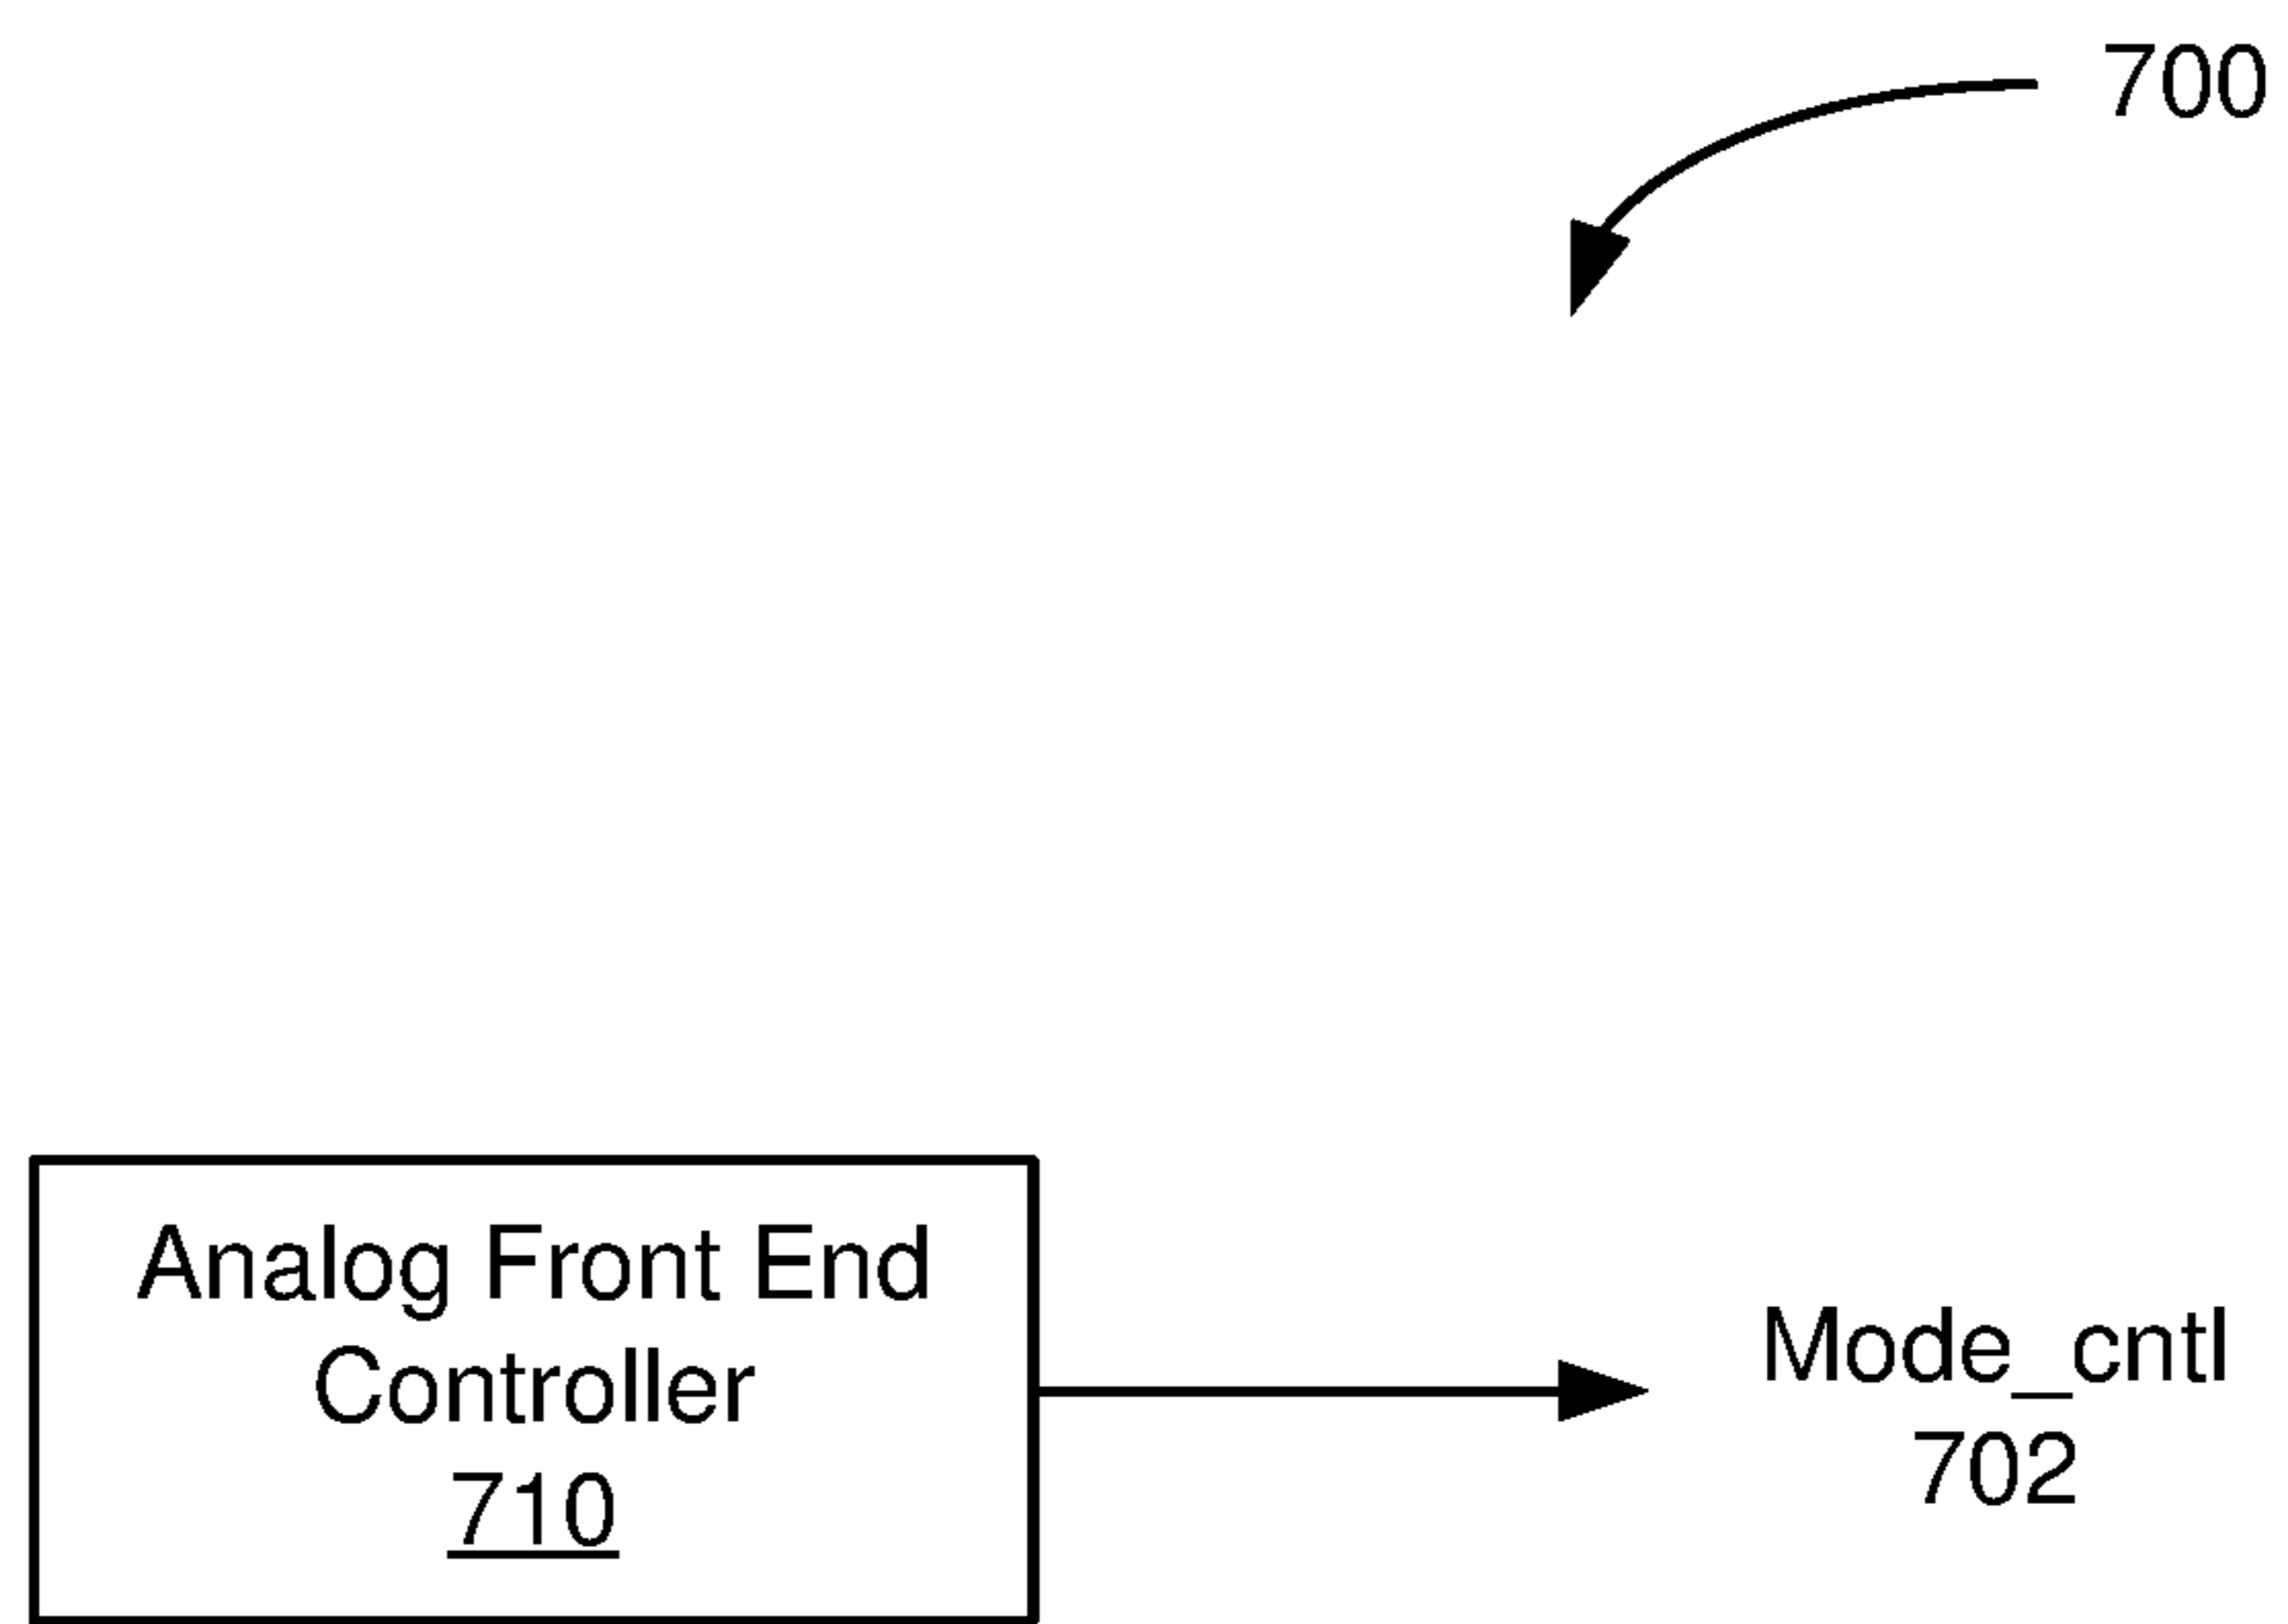 700
Analog Front End
Controller
710
Mode_cntl
702